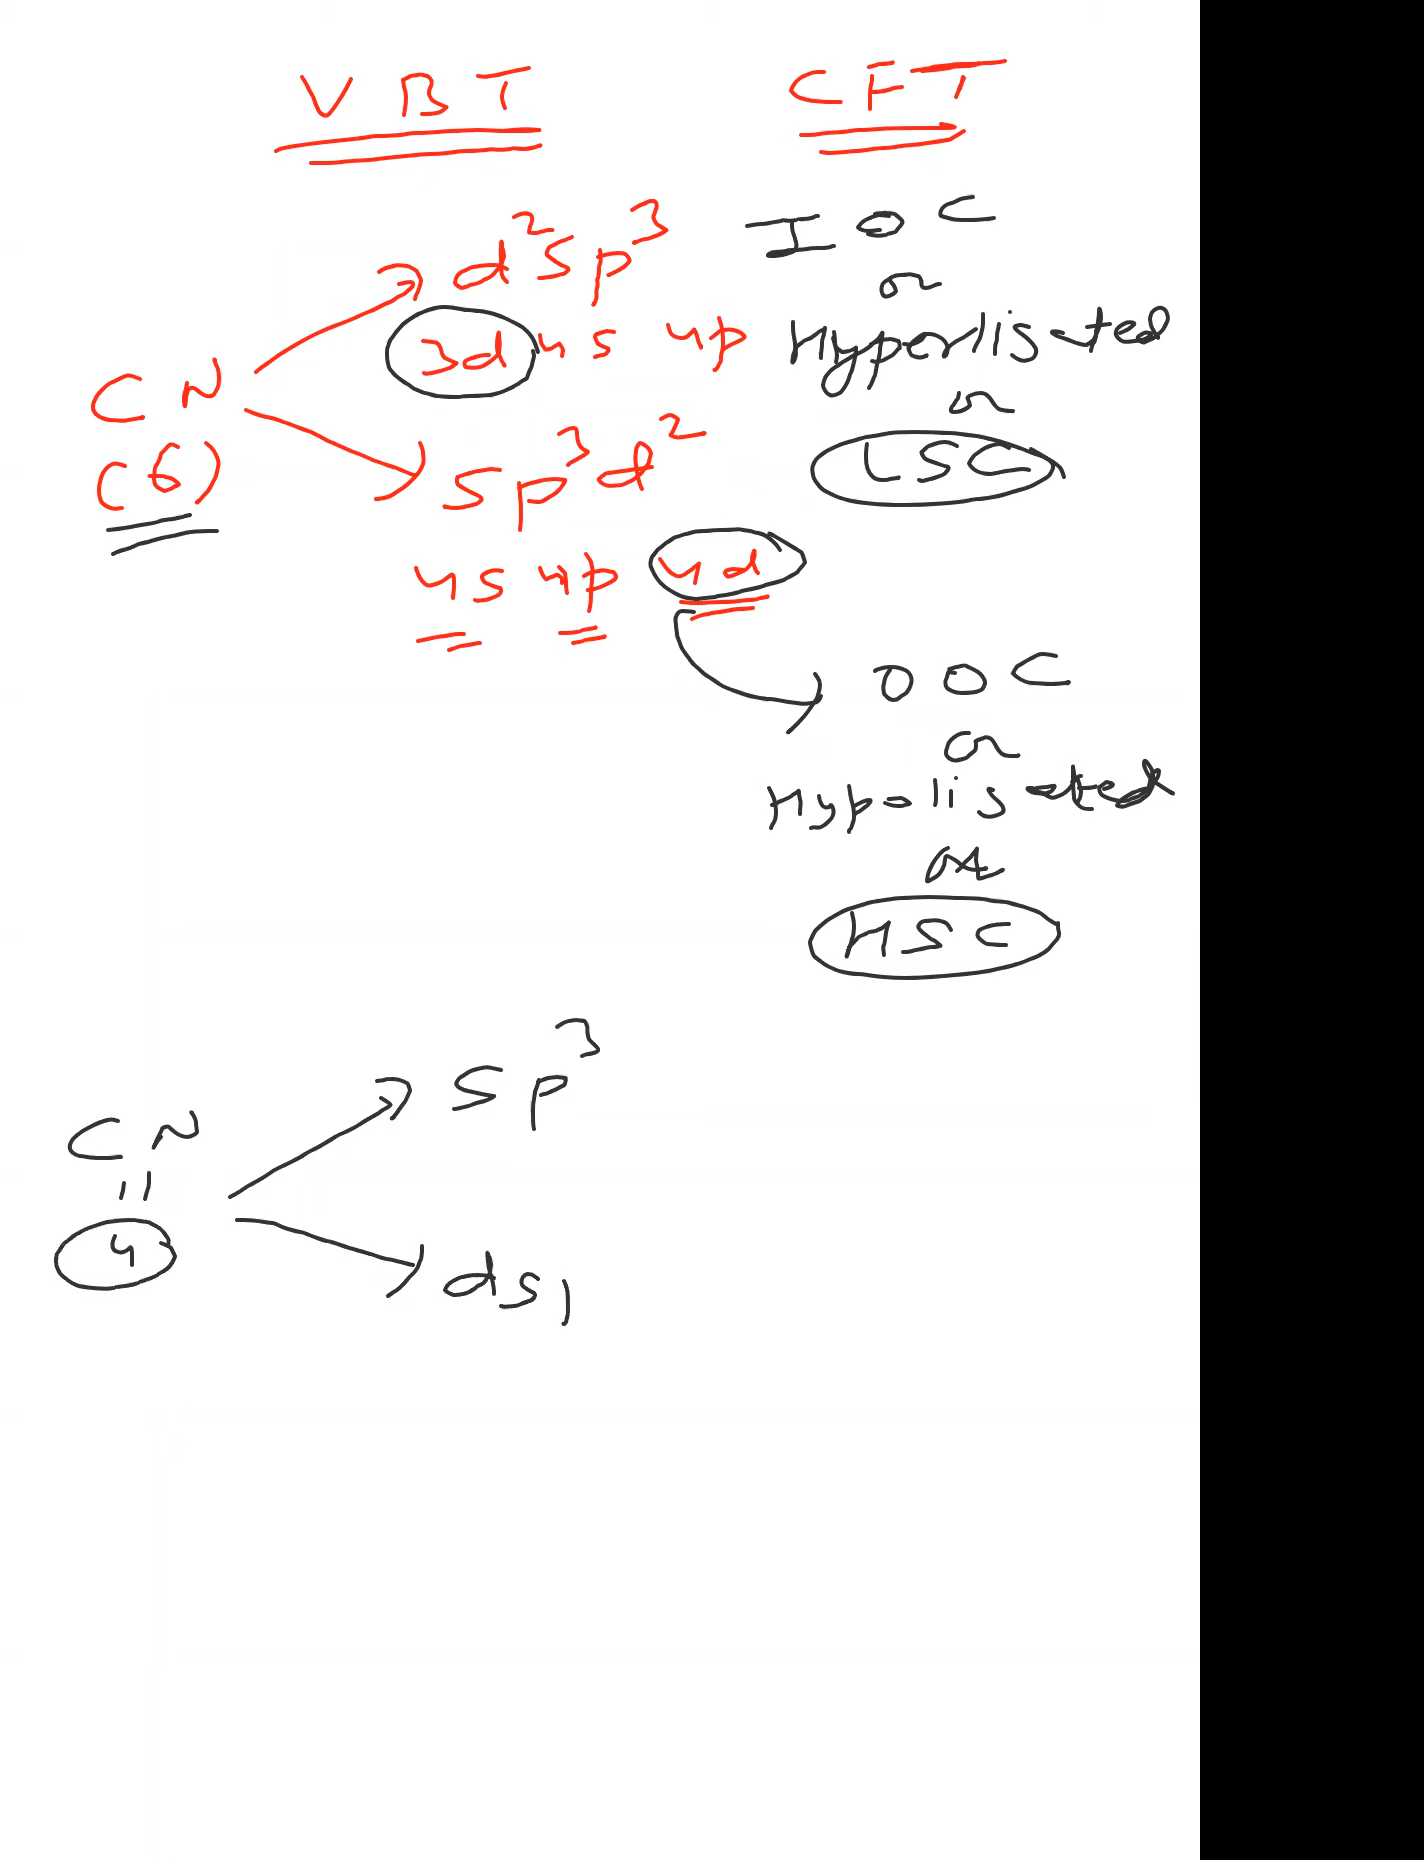 VBT CFT
d²sp³ IOC
or
3d 4s 4p Hyperlisated
CN or
(6) sp³d² LSC
4s 4p 4d
OOC
or
Hypolisated
or
HSC
sp³
CN
4
dsp